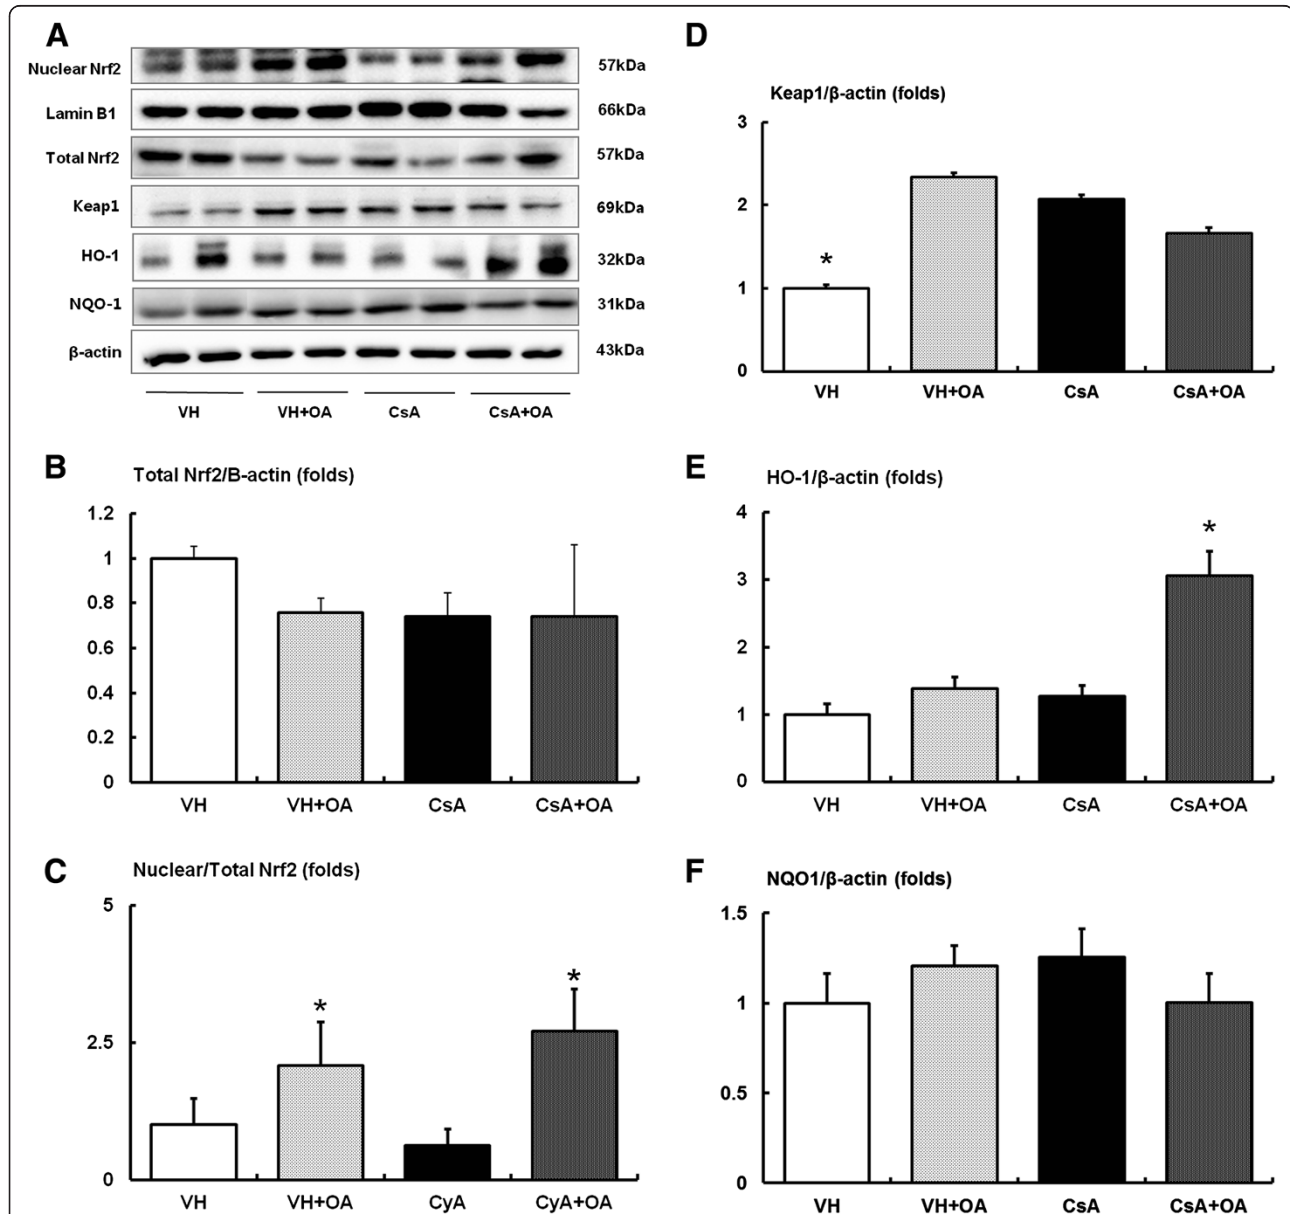 A
Nuclear Nrf2 57kDa
Lamin B1 66kDa
Total Nrf2 57kDa
Keap1 69kDa
HO-1 32kDa
NQO-1 31kDa
β-actin 43kDa
VH VH+OA CsA CsA+OA
B
Total Nrf2/B-actin (folds)
1.2
1
0.8
0.6
0.4
0.2
0
VH VH+OA CsA CsA+OA
C
Nuclear/Total Nrf2 (folds)
5
2.5
0
* *
VH VH+OA CyA CyA+OA
D
Keap1/β-actin (folds)
3
2
1
0
*
VH VH+OA CsA CsA+OA
E
HO-1/β-actin (folds)
4
3
2
1
0
*
VH VH+OA CsA CsA+OA
F
NQO1/β-actin (folds)
1.5
1
0.5
0
VH VH+OA CsA CsA+OA